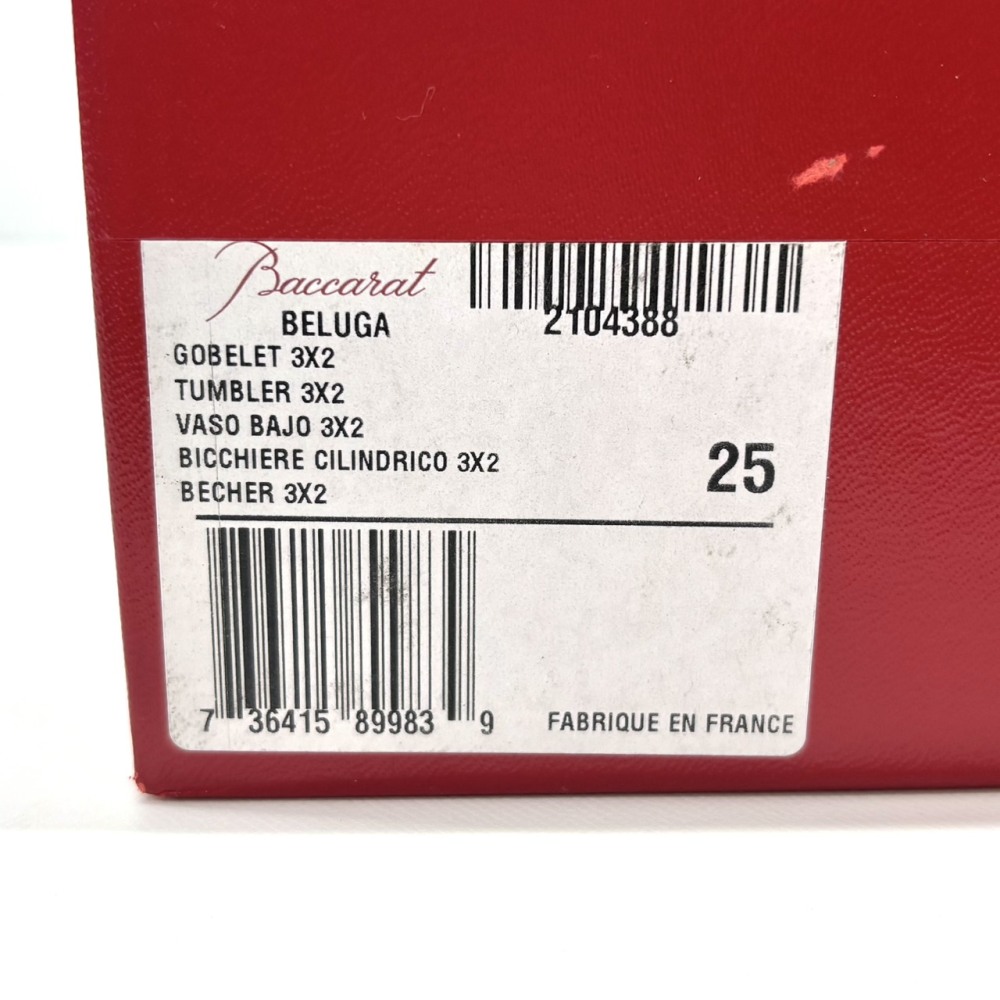 Baccarat
BELUGA
2104388
GOBELET 3X2
TUMBLER 3X2
VASO BAJO 3X2
BICCHIERE CILINDRICO 3X2
BECHER 3X2
25
7 36415 89983 9
FABRIQUE EN FRANCE